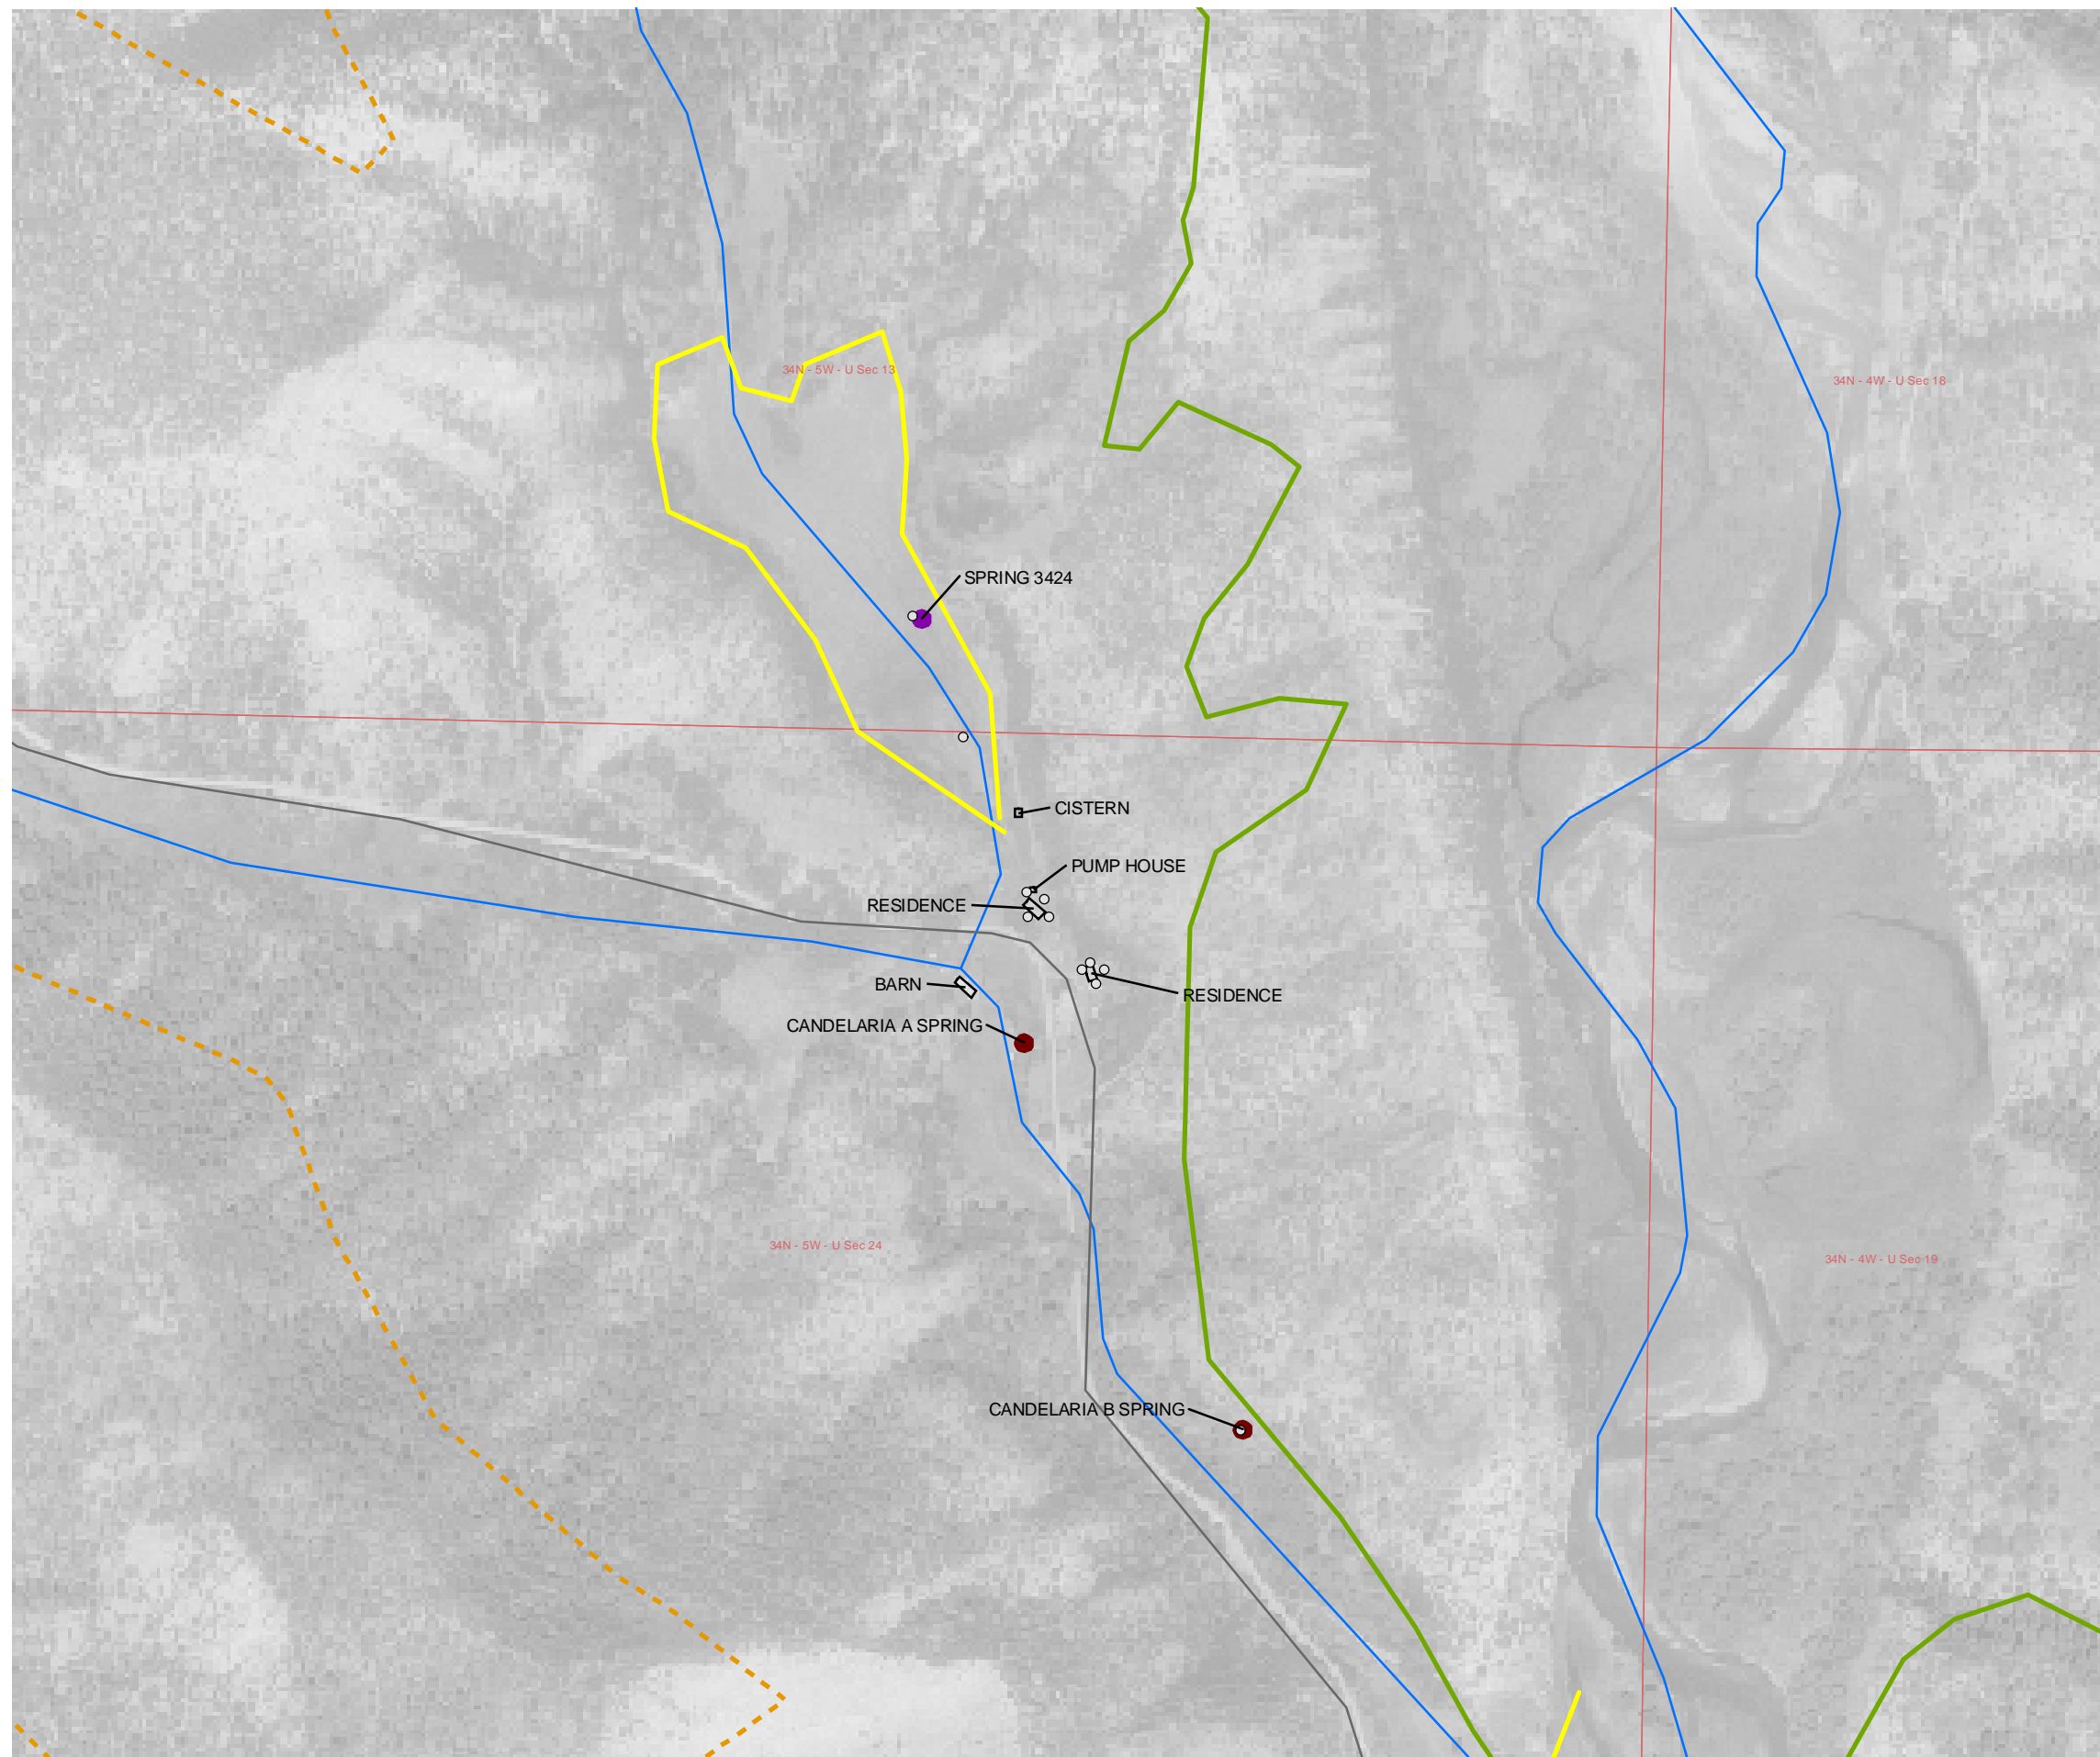 34N - 5W - U Sec 13
34N - 4W - U Sec 18
SPRING 3424
CISTERN
PUMP HOUSE
RESIDENCE
BARN
RESIDENCE
CANDELARIA A SPRING
34N - 5W - U Sec 24
34N - 4W - U Sec 19
CANDELARIA B SPRING